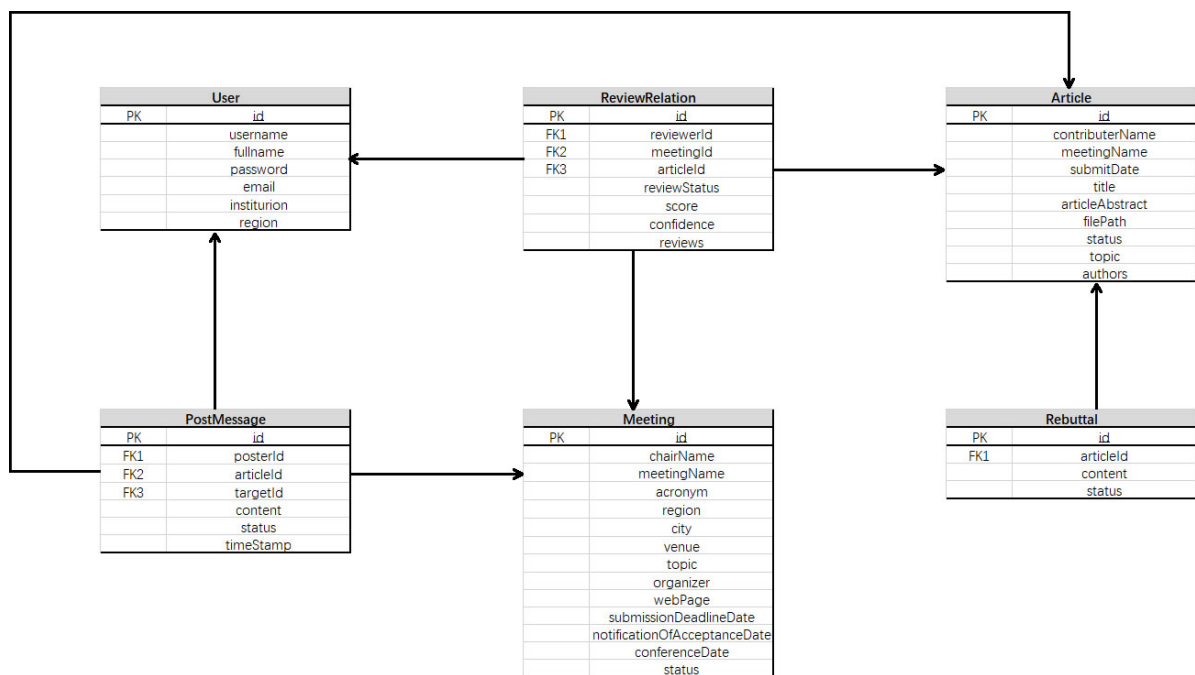 User
PK id
username
fullname
password
email
institurion
region
ReviewRelation
PK id
FK1 reviewerId
FK2 meetingId
FK3 articleId
reviewStatus
score
confidence
reviews
Article
PK id
contributerName
meetingName
submitDate
title
articleAbstract
filePath
status
topic
authors
PostMessage
PK id
FK1 posterId
FK2 articleId
FK3 targetId
content
status
timeStamp
Meeting
PK id
chairName
meetingName
acronym
region
city
venue
topic
organizer
webPage
submissionDeadlineDate
notificationOfAcceptanceDate
conferenceDate
status
Rebuttal
PK id
FK1 articleId
content
status